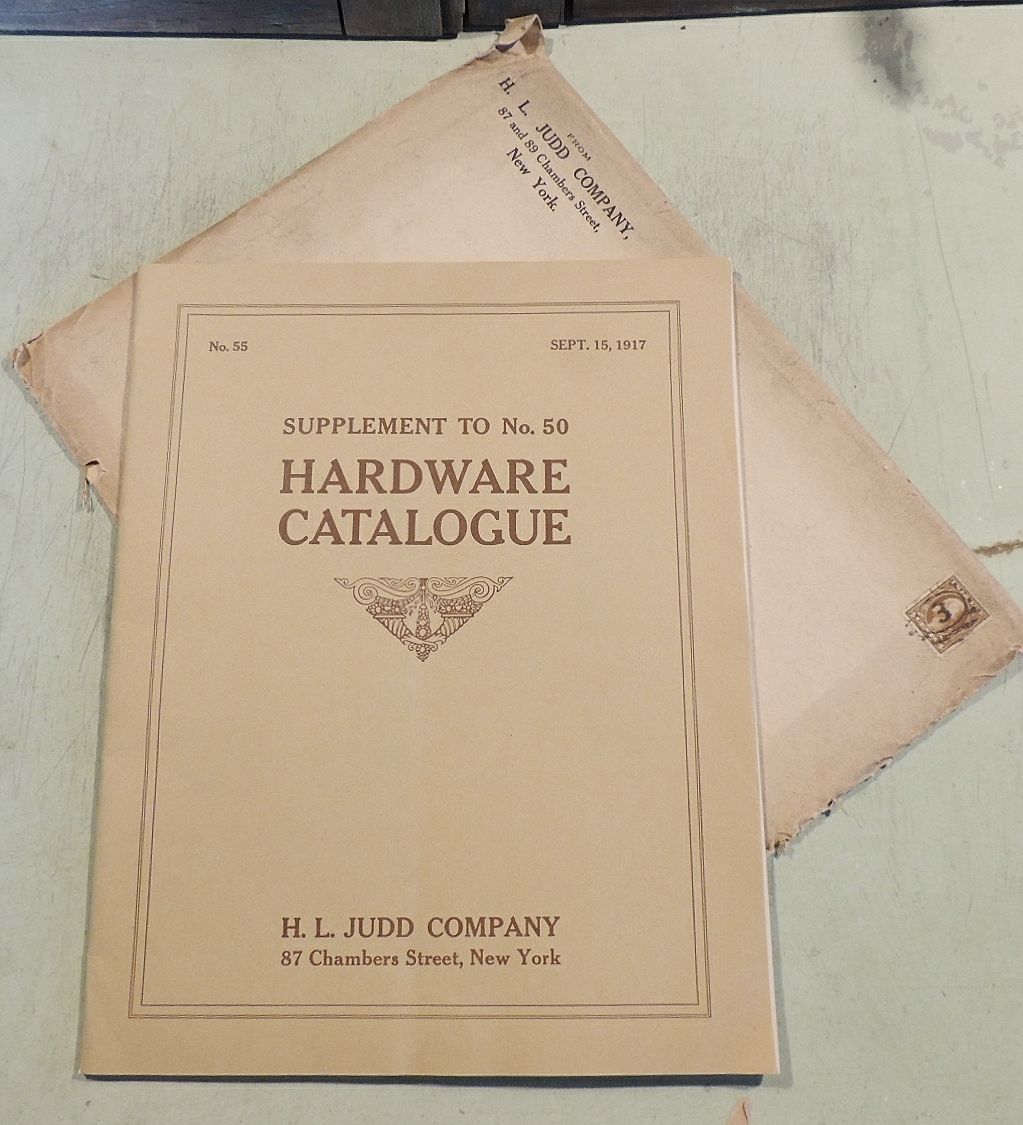 FROM
H. L. JUDD COMPANY,
87 and 89 Chambers Street,
New York.
No. 55
SEPT. 15, 1917
SUPPLEMENT TO No. 50
HARDWARE
CATALOGUE
H. L. JUDD COMPANY
87 Chambers Street, New York
3